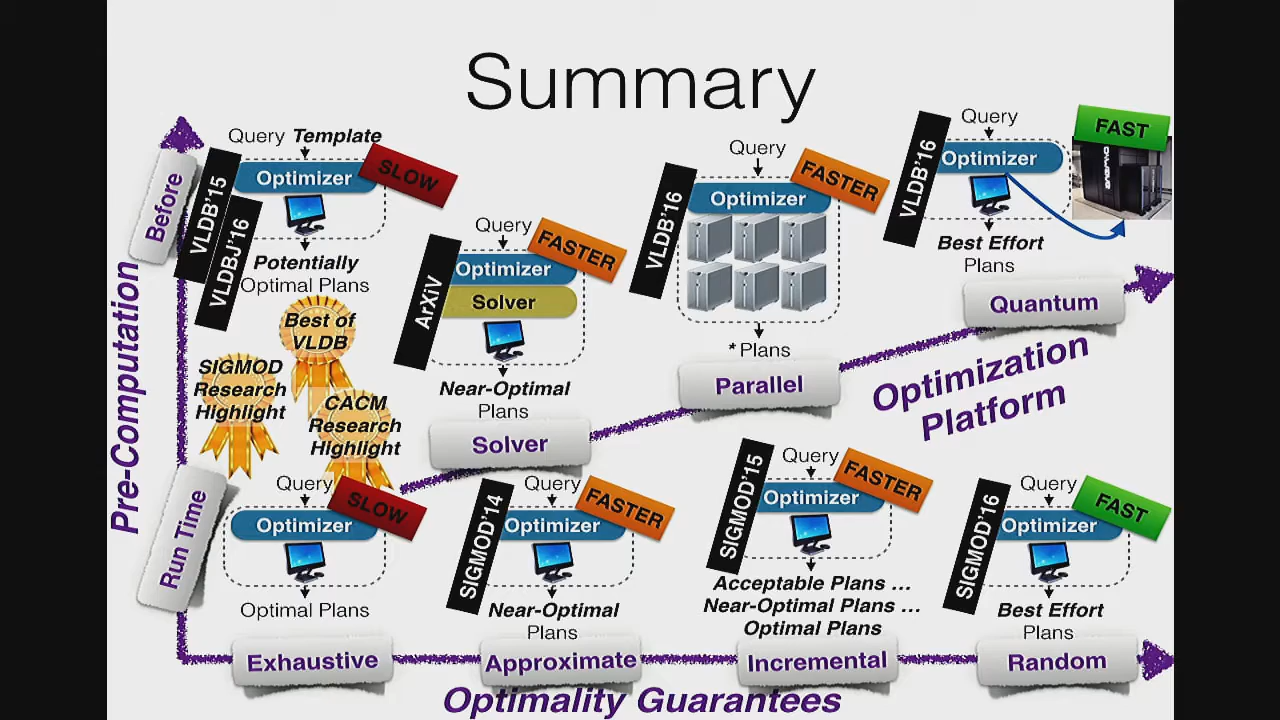 Summary
Query Template
Optimizer
SLOW
VLDB'15
VLDBJ'16
Potentially
Optimal Plans
Before
Pre-Computation
Run Time
Best of
VLDB
SIGMOD
Research
Highlight
CACM
Research
Highlight
Query
FASTER
Optimizer
Solver
ArXiV
Near-Optimal
Plans
Solver
Query
FASTER
Optimizer
VLDB'16
* Plans
Parallel
Query
FAST
Optimizer
VLDB'16
Best Effort
Plans
Quantum
Optimization
Platform
Query
SLOW
Optimizer
Optimal Plans
Exhaustive
Query
FASTER
Optimizer
SIGMOD'14
Near-Optimal
Plans
Approximate
Query
FASTER
Optimizer
SIGMOD'15
Acceptable Plans ...
Near-Optimal Plans ...
Optimal Plans
Incremental
Query
FAST
Optimizer
SIGMOD'16
Best Effort
Plans
Random
Optimality Guarantees